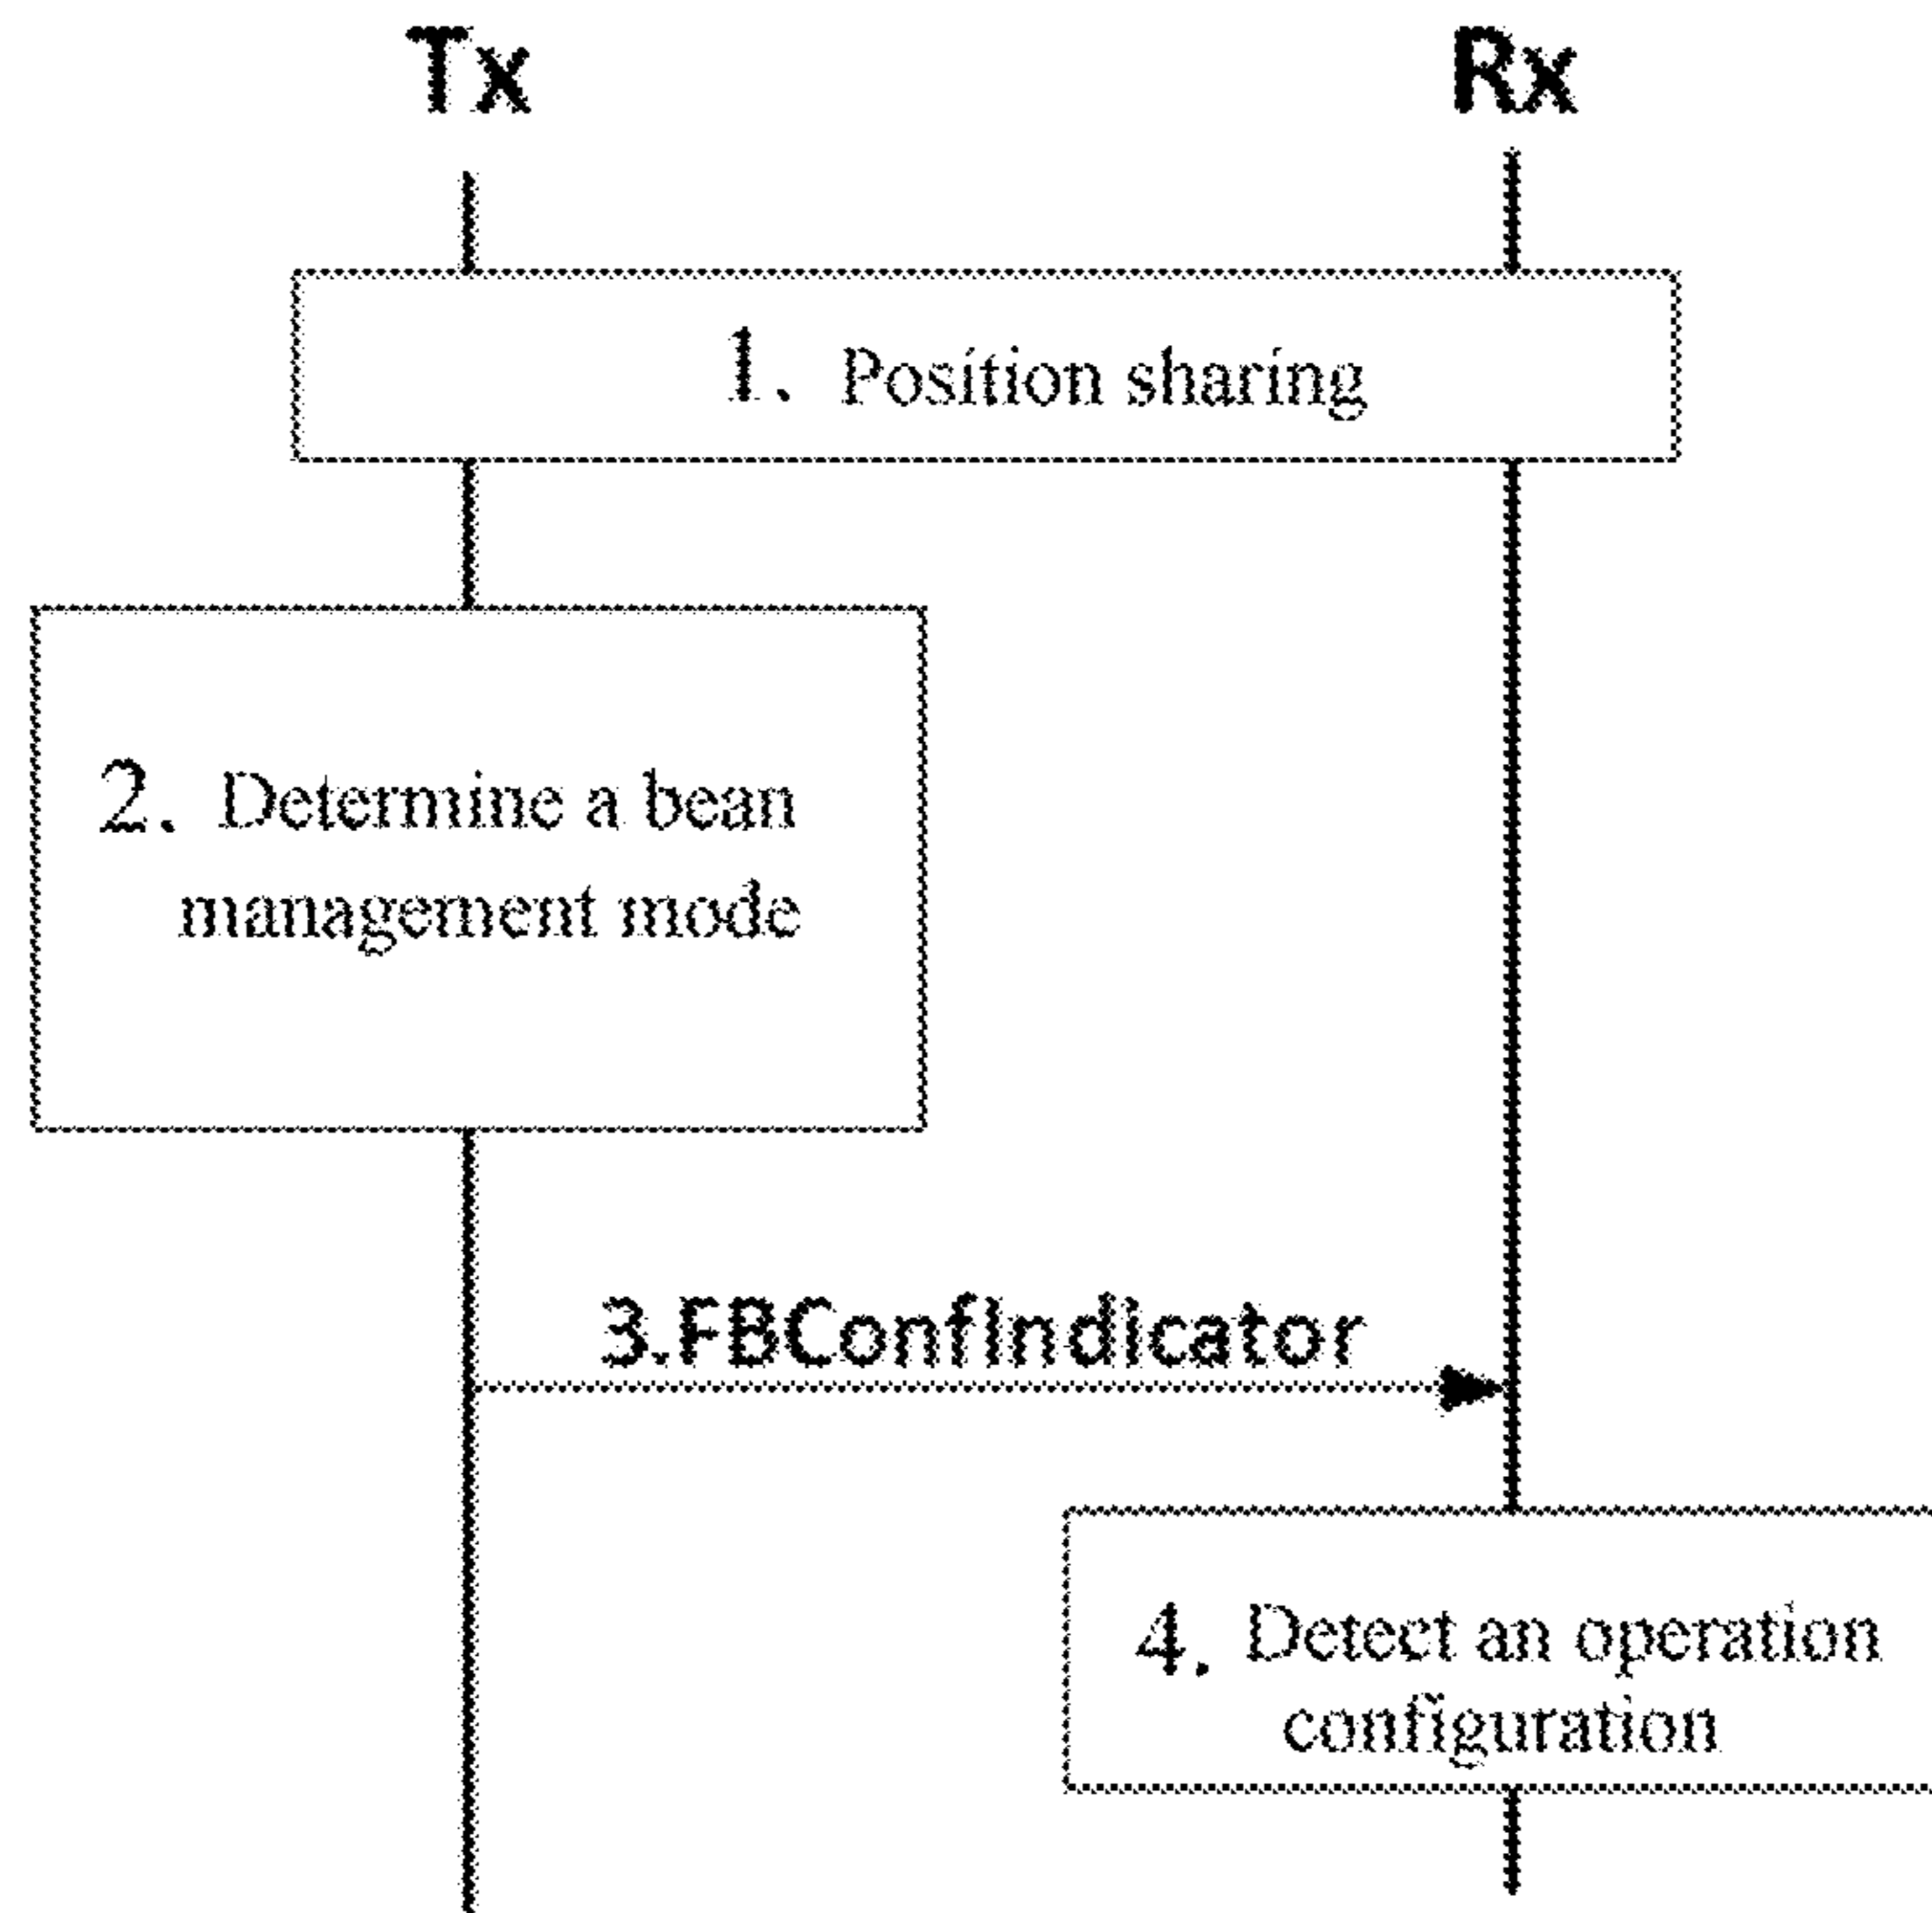 Tx
Rx
1. Position sharing
2. Determine a bean
management mode
3.FBConfIndicator
4. Detect an operation
configuration